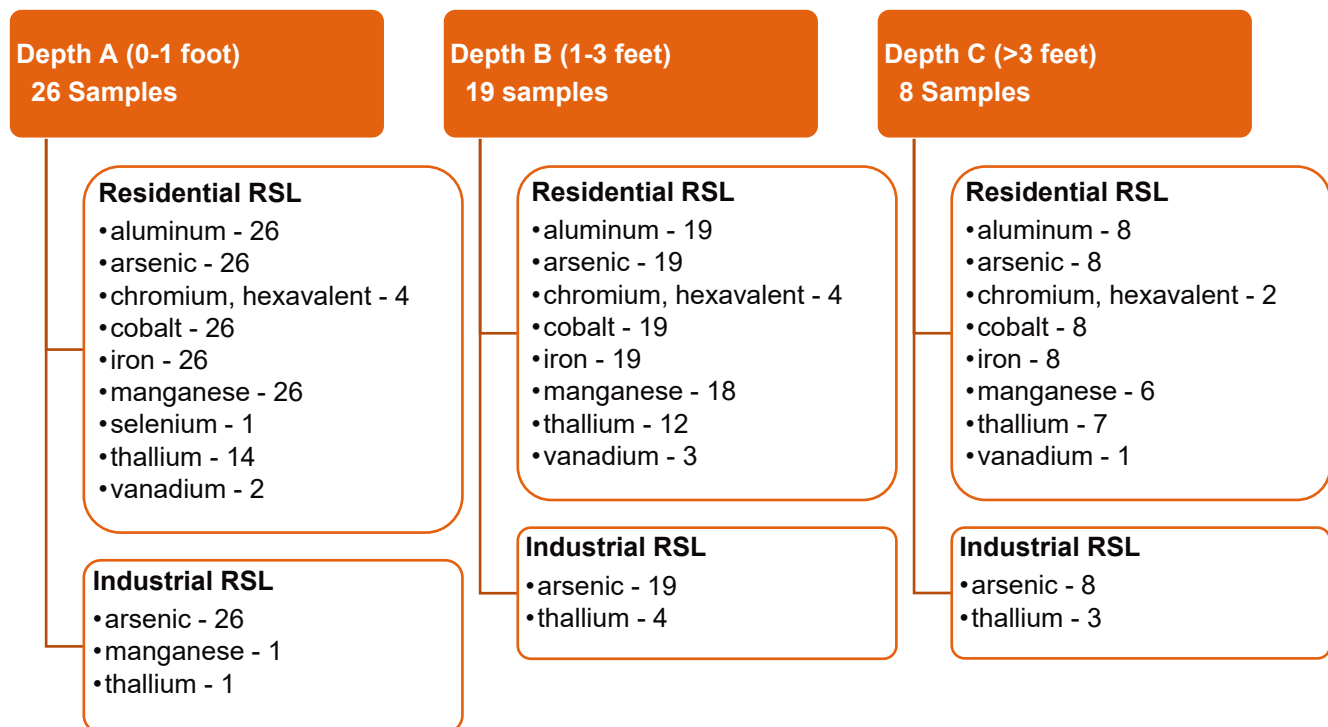 Depth A (0-1 foot)
26 Samples
Residential RSL
•aluminum - 26
•arsenic - 26
•chromium, hexavalent - 4
•cobalt - 26
•iron - 26
•manganese - 26
•selenium - 1
•thallium - 14
•vanadium - 2
Industrial RSL
•arsenic - 26
•manganese - 1
•thallium - 1
Depth B (1-3 feet)
19 samples
Residential RSL
•aluminum - 19
•arsenic - 19
•chromium, hexavalent - 4
•cobalt - 19
•iron - 19
•manganese - 18
•thallium - 12
•vanadium - 3
Industrial RSL
•arsenic - 19
•thallium - 4
Depth C (>3 feet)
8 Samples
Residential RSL
•aluminum - 8
•arsenic - 8
•chromium, hexavalent - 2
•cobalt - 8
•iron - 8
•manganese - 6
•thallium - 7
•vanadium - 1
Industrial RSL
•arsenic - 8
•thallium - 3